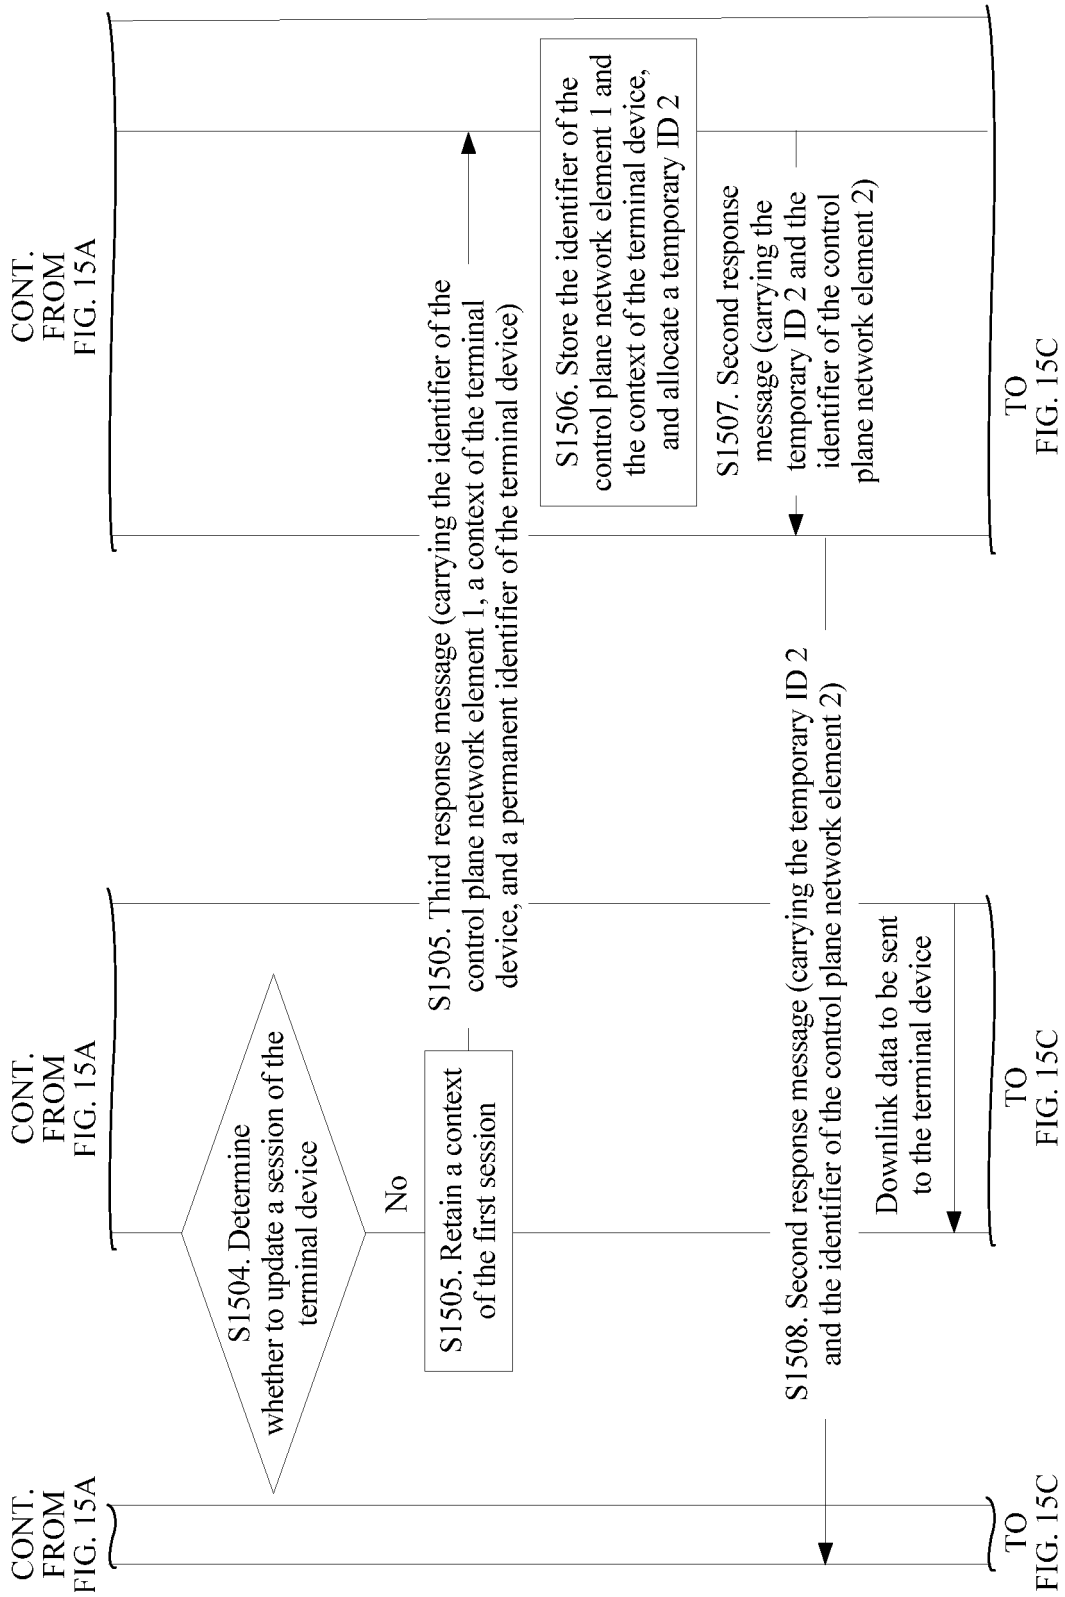 CONT.
FROM
FIG. 15A
CONT.
FROM
FIG. 15A
CONT.
FROM
FIG. 15A
S1504. Determine
whether to update a session of the
terminal device
No
S1505. Retain a context
of the first session
S1505. Third response message (carrying the identifier of the
control plane network element 1, a context of the terminal
device, and a permanent identifier of the terminal device)
S1506. Store the identifier of the
control plane network element 1 and
the context of the terminal device,
and allocate a temporary ID 2
S1507. Second response
message (carrying the
temporary ID 2 and the
identifier of the control
plane network element 2)
S1508. Second response message (carrying the temporary ID 2
and the identifier of the control plane network element 2)
Downlink data to be sent
to the terminal device
TO
FIG. 15C
TO
FIG. 15C
TO
FIG. 15C